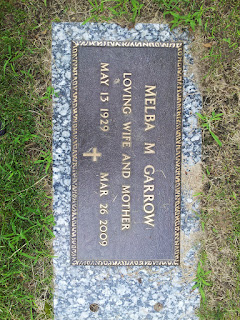 MELBA M GARROW
LOVING WIFE AND MOTHER
MAY 13 1929 MAR 26 2009